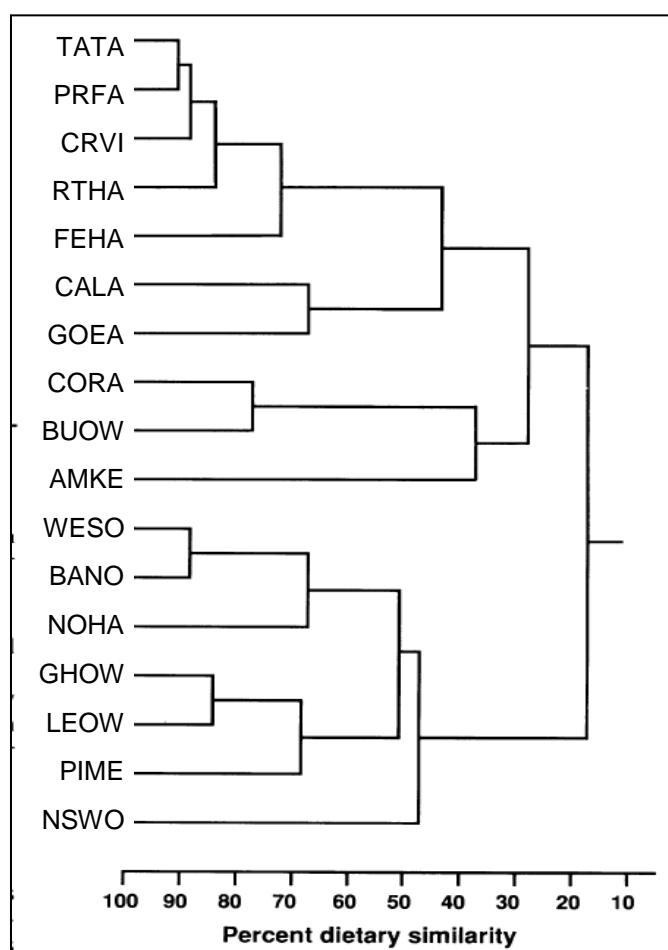 TATA
PRFA
CRVI
RTHA
FEHA
CALA
GOEA
CORA
BUOW
AMKE
WESO
BANO
NOHA
GHOW
LEOW
PIME
NSWO
100 90 80 70 60 50 40 30 20 10
Percent dietary similarity